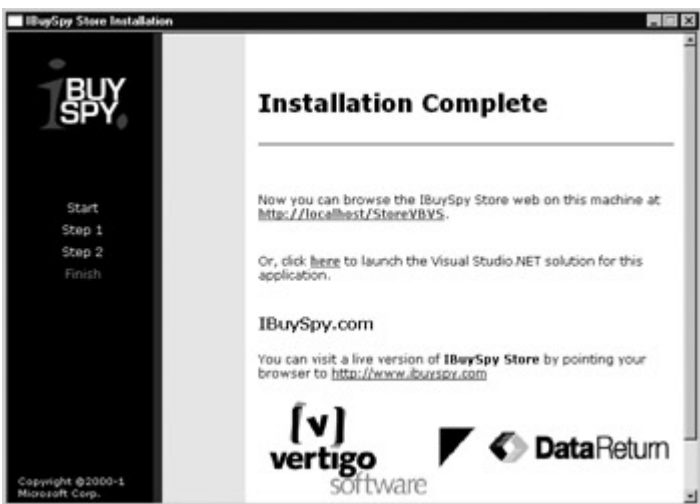 IBuySpy Store Installation
iBUY
SPY
Start
Step 1
Step 2
Finish
Copyright @2000-1
Microsoft Corp.
Installation Complete
Now you can browse the IBuySpy Store web on this machine at
http://localhost/StoreVBVS.
Or, click here to launch the Visual Studio.NET solution for this
application.
IBuySpy.com
You can visit a live version of IBuySpy Store by pointing your
browser to http://www.ibuyspy.com
[v]
vertigo
software
DataReturn